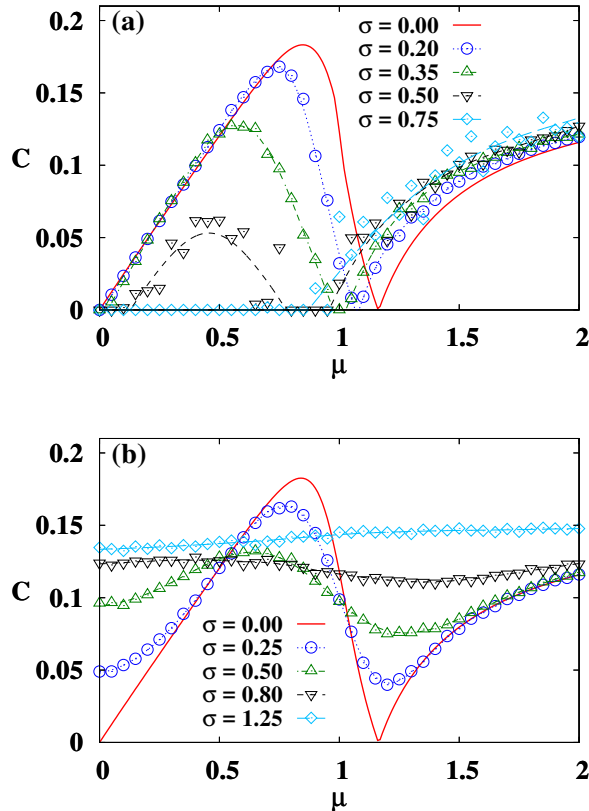 (a)
σ = 0.00
σ = 0.20
σ = 0.35
σ = 0.50
σ = 0.75
0.2
0.15
0.1
0.05
0
C
0 0.5 1 1.5 2
μ
(b)
σ = 0.00
σ = 0.25
σ = 0.50
σ = 0.80
σ = 1.25
0.2
0.15
0.1
0.05
0
C
0 0.5 1 1.5 2
μ